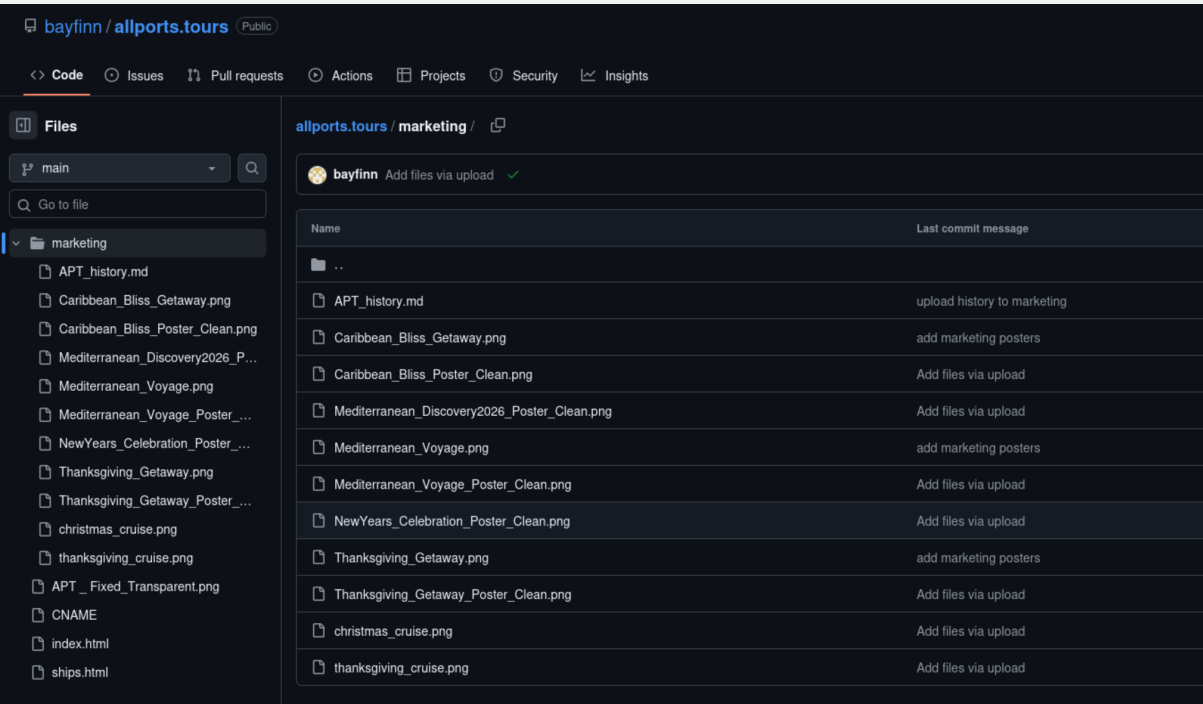 bayfinn / allports.tours Public
Code Issues Pull requests Actions Projects Security Insights
Files
main
Go to file
marketing
APT_history.md
Caribbean_Bliss_Getaway.png
Caribbean_Bliss_Poster_Clean.png
Mediterranean_Discovery2026_P...
Mediterranean_Voyage.png
Mediterranean_Voyage_Poster_...
NewYears_Celebration_Poster_...
Thanksgiving_Getaway.png
Thanksgiving_Getaway_Poster_...
christmas_cruise.png
thanksgiving_cruise.png
APT _ Fixed_Transparent.png
CNAME
index.html
ships.html
allports.tours / marketing /
bayfinn Add files via upload
Name Last commit message
..
APT_history.md upload history to marketing
Caribbean_Bliss_Getaway.png add marketing posters
Caribbean_Bliss_Poster_Clean.png Add files via upload
Mediterranean_Discovery2026_Poster_Clean.png Add files via upload
Mediterranean_Voyage.png add marketing posters
Mediterranean_Voyage_Poster_Clean.png Add files via upload
NewYears_Celebration_Poster_Clean.png Add files via upload
Thanksgiving_Getaway.png add marketing posters
Thanksgiving_Getaway_Poster_Clean.png Add files via upload
christmas_cruise.png Add files via upload
thanksgiving_cruise.png Add files via upload